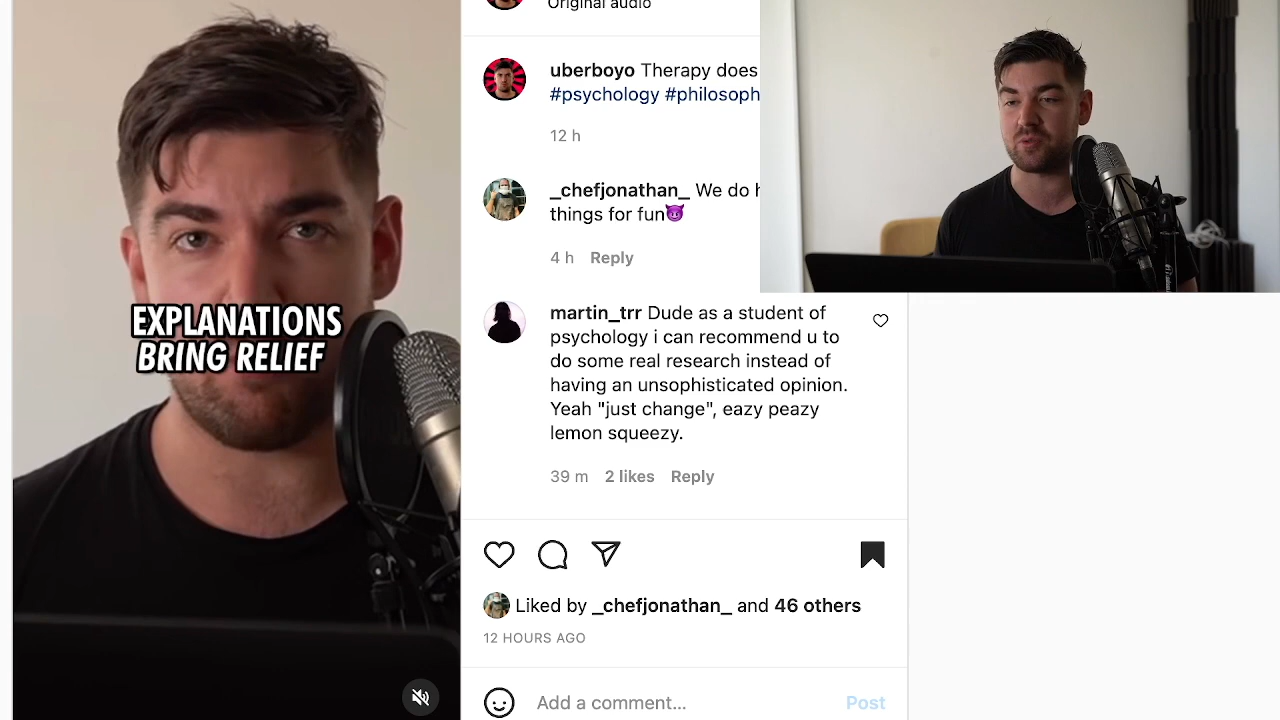 EXPLANATIONS
BRING RELIEF
Original audio
uberboyo Therapy does
#psychology #philosoph
12 h
_chefjonathan_ We do h
things for fun😈
4 h Reply
martin_trr Dude as a student of
psychology i can recommend u to
do some real research instead of
having an unsophisticated opinion.
Yeah "just change", eazy peazy
lemon squeezy.
39 m 2 likes Reply
Liked by _chefjonathan_ and 46 others
12 HOURS AGO
Add a comment... Post